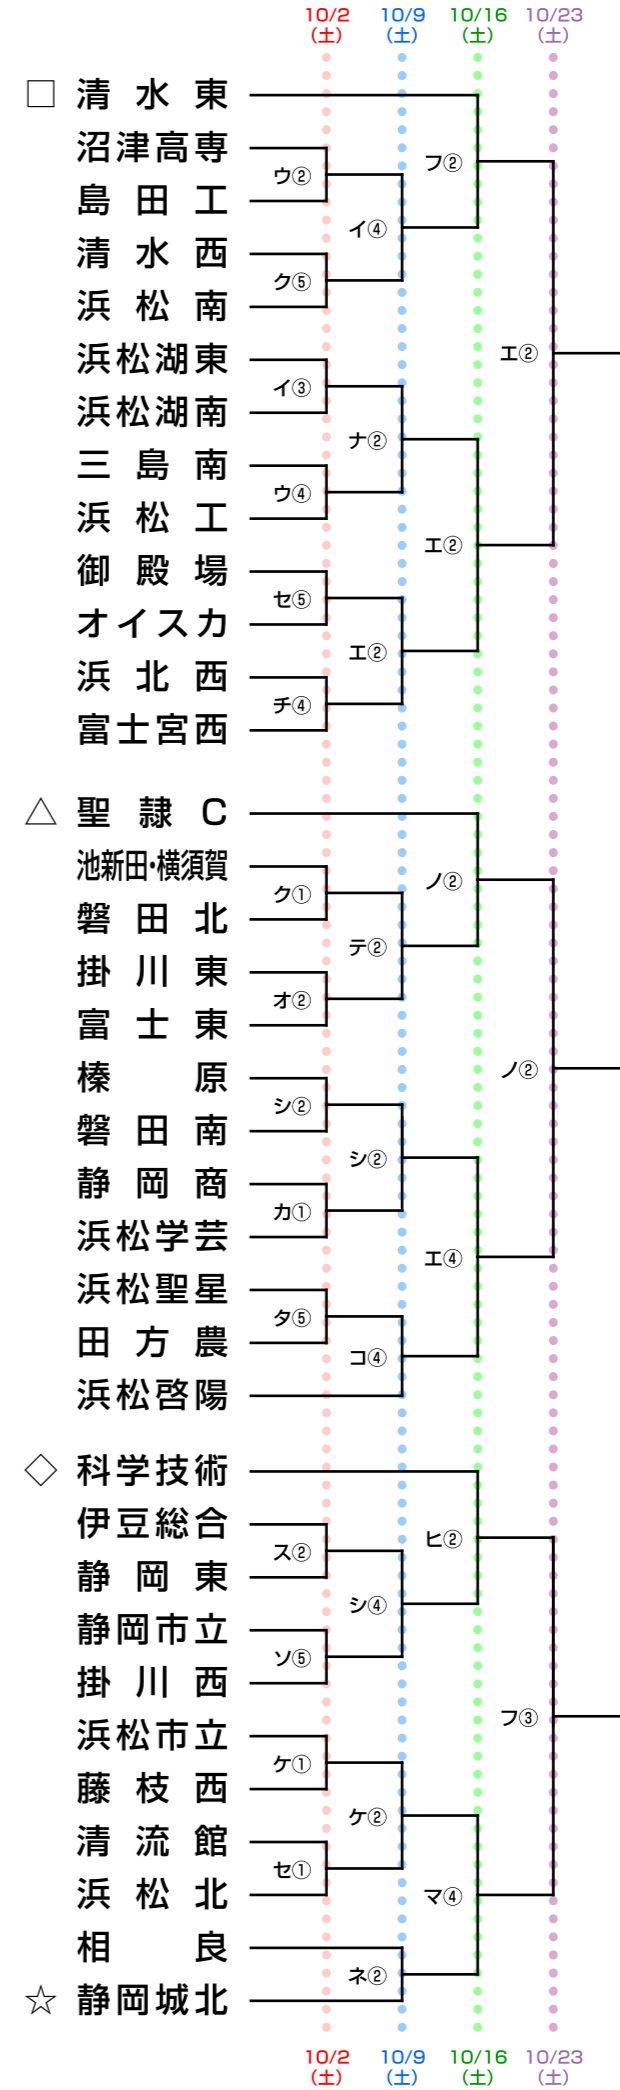 10/2 10/9 10/16 10/23
(土) (土) (土) (土)
□ 清水東
沼津高専
ウ②
島田工
フ②
イ④
清水西
ク⑤
浜松南
エ②
浜松湖東
イ③
浜松湖南
ナ②
三島南
ウ④
浜松工
エ②
御殿場
セ⑤
オイスカ
エ②
浜北西
チ④
富士宮西
△ 聖隷C
池新田・横須賀
ク①
ノ②
磐田北
テ②
掛川東
オ②
富士東
ノ②
榛原
シ②
磐田南
シ②
静岡商
カ①
浜松学芸
エ④
浜松聖星
タ⑤
田方農
コ④
浜松啓陽
◇ 科学技術
伊豆総合
ス②
ヒ②
静岡東
シ④
静岡市立
ソ⑤
掛川西
フ③
浜松市立
ケ①
藤枝西
ケ②
清流館
セ①
浜松北
マ④
相良
ネ②
☆ 静岡城北
10/2 10/9 10/16 10/23
(土) (土) (土) (土)